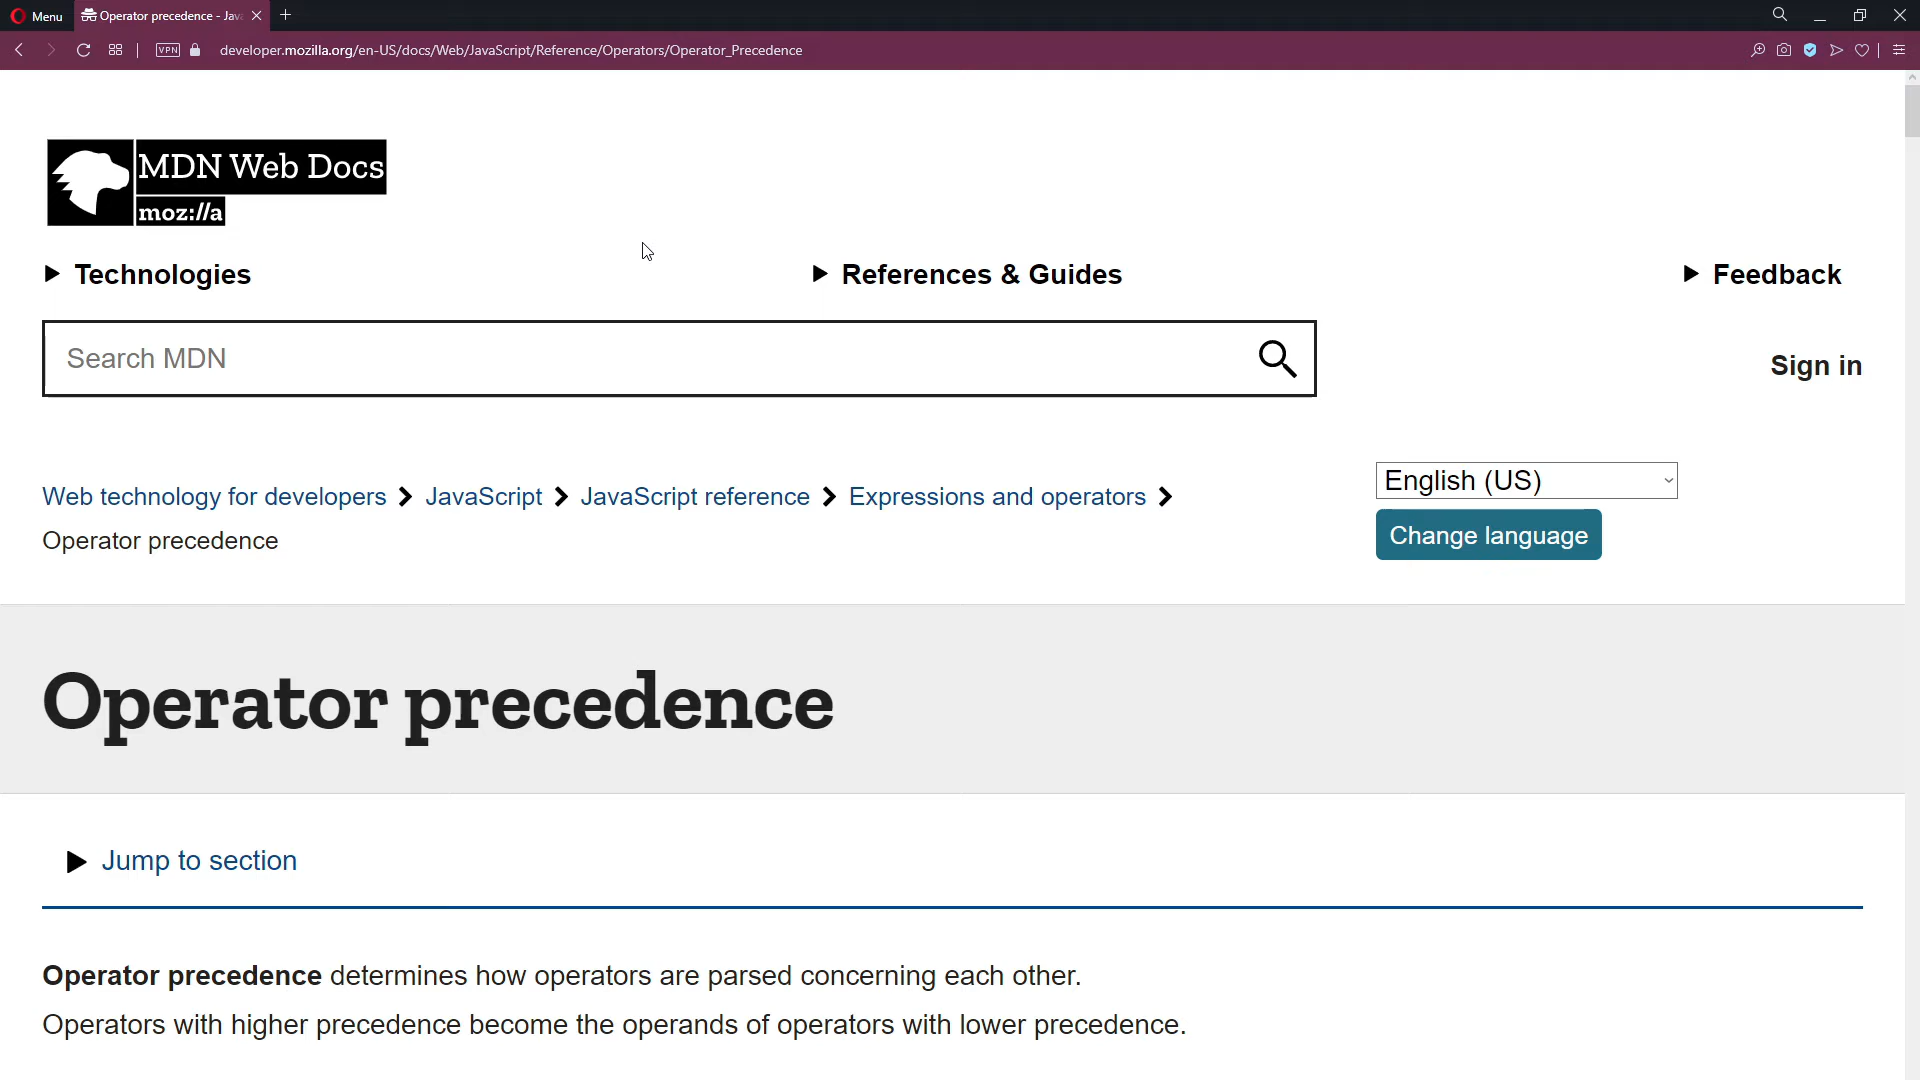 Menu
Operator precedence - Jav
VPN
developer.mozilla.org/en-US/docs/Web/JavaScript/Reference/Operators/Operator_Precedence
MDN Web Docs
moz://a
Technologies
References & Guides
Feedback
Search MDN
Sign in
Web technology for developers JavaScript JavaScript reference Expressions and operators
Operator precedence
English (US)
Change language
Operator precedence
Jump to section
Operator precedence determines how operators are parsed concerning each other.
Operators with higher precedence become the operands of operators with lower precedence.